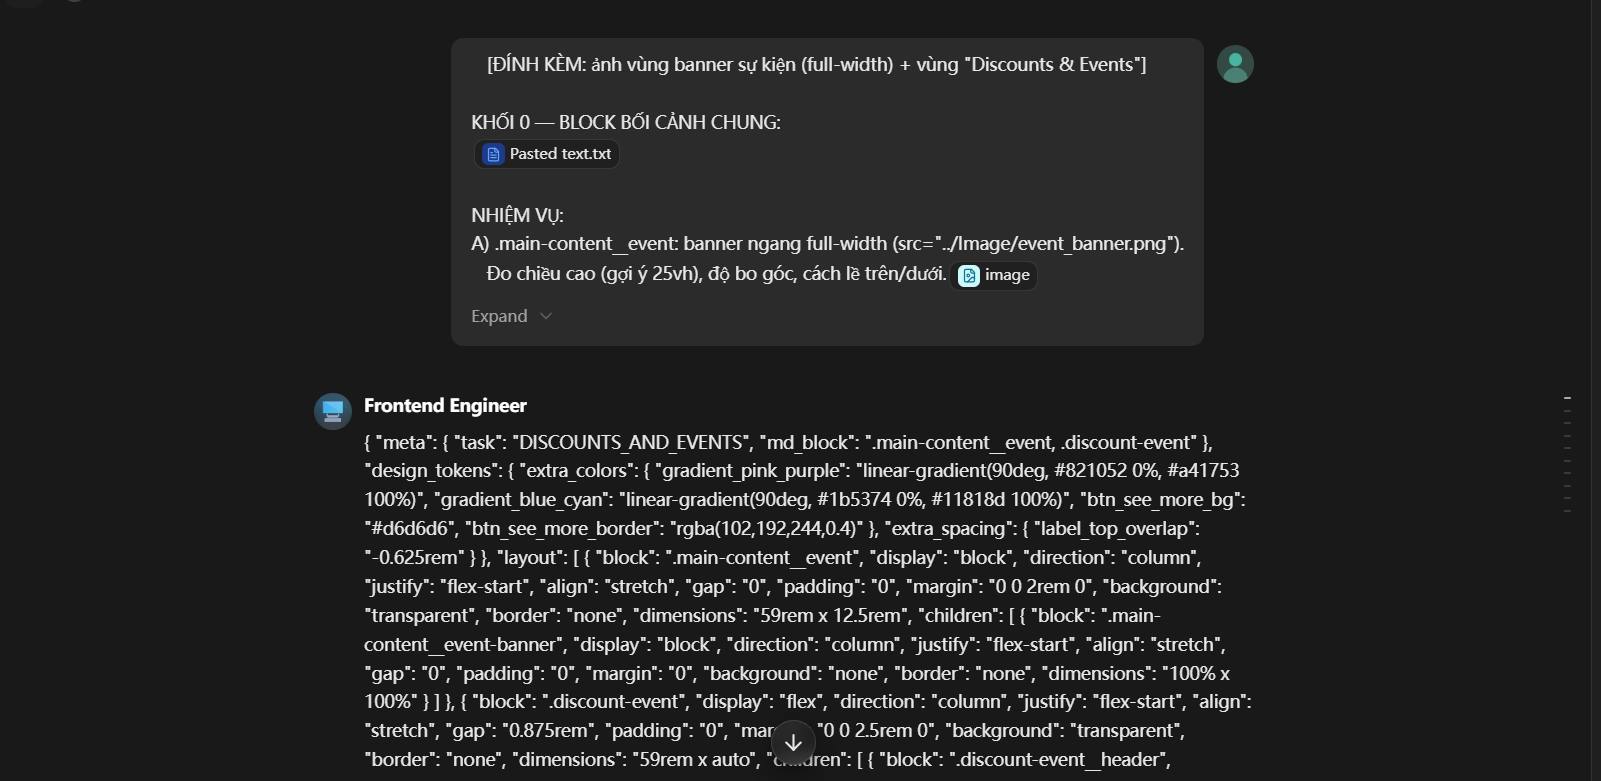 [ĐÍNH KÈM: ảnh vùng banner sự kiện (full-width) + vùng "Discounts & Events"]
KHỐI 0 — BLOCK BỐI CẢNH CHUNG:
Pasted text.txt
NHIỆM VỤ:
A) .main-content__event: banner ngang full-width (src="../Image/event_banner.png").
Đo chiều cao (gợi ý 25vh), độ bo góc, cách lề trên/dưới. image
Expand
Frontend Engineer
{ "meta": { "task": "DISCOUNTS_AND_EVENTS", "md_block": ".main-content__event, .discount-event" },
"design_tokens": { "extra_colors": { "gradient_pink_purple": "linear-gradient(90deg, #821052 0%, #a41753
100%)", "gradient_blue_cyan": "linear-gradient(90deg, #1b5374 0%, #11818d 100%)", "btn_see_more_bg":
"#d6d6d6", "btn_see_more_border": "rgba(102,192,244,0.4)" }, "extra_spacing": { "label_top_overlap":
"-0.625rem" } }, "layout": [ { "block": ".main-content__event", "display": "block", "direction": "column",
"justify": "flex-start", "align": "stretch", "gap": "0", "padding": "0", "margin": "0 0 2rem 0", "background":
"transparent", "border": "none", "dimensions": "59rem x 12.5rem", "children": [ { "block": ".main-
content__event-banner", "display": "block", "direction": "column", "justify": "flex-start", "align": "stretch",
"gap": "0", "padding": "0", "margin": "0", "background": "none", "border": "none", "dimensions": "100% x
100%" } ] }, { "block": ".discount-event", "display": "flex", "direction": "column", "justify": "flex-start", "align":
"stretch", "gap": "0.875rem", "padding": "0", "0 0 2.5rem 0", "background": "transparent",
"border": "none", "dimensions": "59rem x auto", [ { "block": ".discount-event__header",